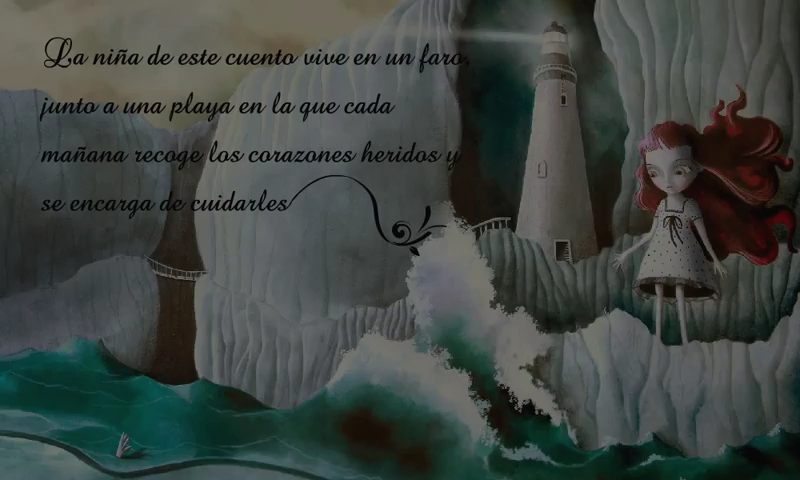 La niña de este cuento vive en un faro,
junto a una playa en la que cada
mañana recoge los corazones heridos y
se encarga de cuidarles